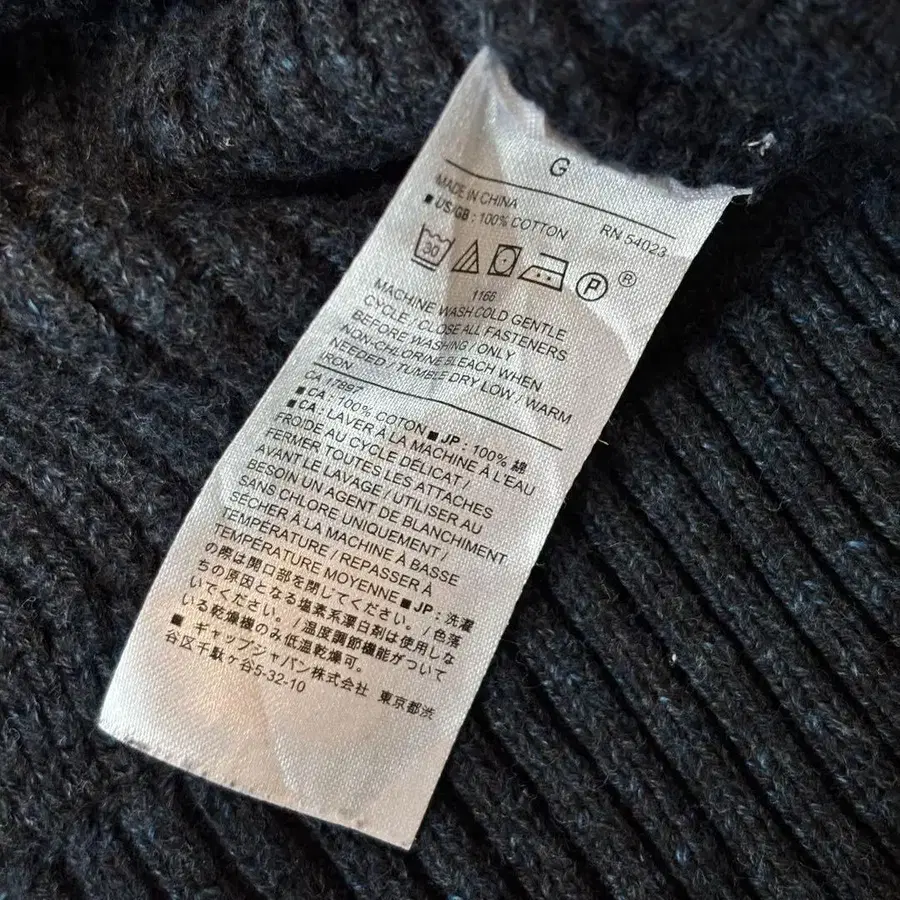 G
MADE IN CHINA RN 54023
■ US/GB : 100% COTTON
30 P ®
1166
MACHINE WASH COLD GENTLE
CYCLE / CLOSE ALL FASTENERS
BEFORE WASHING / ONLY
NON-CHLORINE BLEACH WHEN
NEEDED / TUMBLE DRY LOW / WARM
IRON
CA 17897
■ CA : 100% COTON ■ JP : 100% 綿
■ CA : LAVER À LA MACHINE À L'EAU
FROIDE AU CYCLE DÉLICAT /
FERMER TOUTES LES ATTACHES
AVANT LE LAVAGE / UTILISER AU
BESOIN UN AGENT DE BLANCHIMENT
SANS CHLORE UNIQUEMENT /
SÉCHER À LA MACHINE À BASSE
TEMPÉRATURE / REPASSER À
TEMPÉRATURE MOYENNE ■ JP : 洗濯
の際は開口部を閉じてください。/色落
ちの原因となる塩素系漂白剤は使用しな
いでください。/温度調節機能がついて
いる乾燥機のみ低温乾燥可。
■ ギャップジャパン株式会社 東京都渋
谷区千駄ヶ谷5-32-10